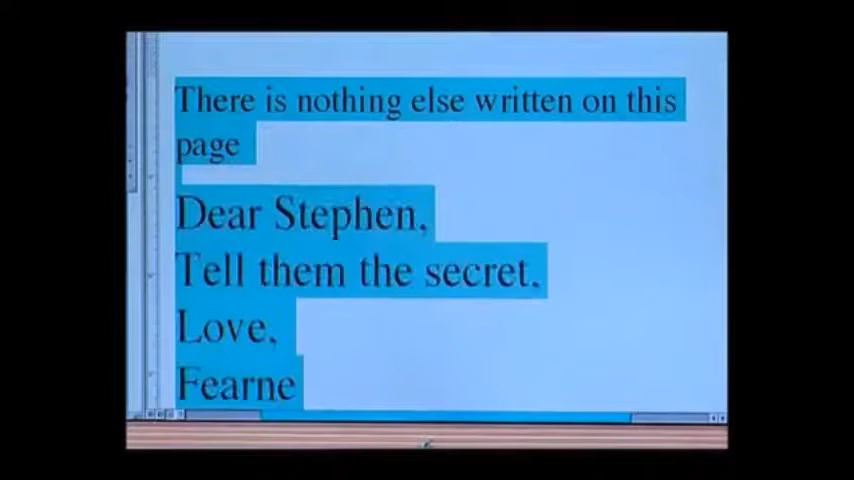 There is nothing else written on this
page
Dear Stephen,
Tell them the secret.
Love,
Fearne